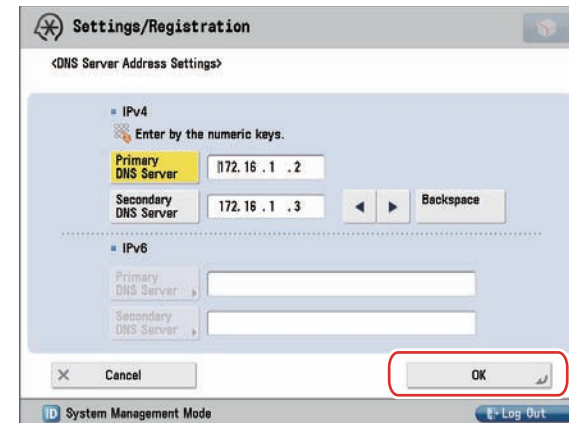 Settings/Registration
<DNS Server Address Settings>
IPv4
Enter by the numeric keys.
Primary
DNS Server
172. 16 . 1 . 2
Secondary
DNS Server
172. 16 . 1 . 3
Backspace
IPv6
Primary
DNS Server
Secondary
DNS Server
Cancel
OK
ID System Management Mode
Log Out